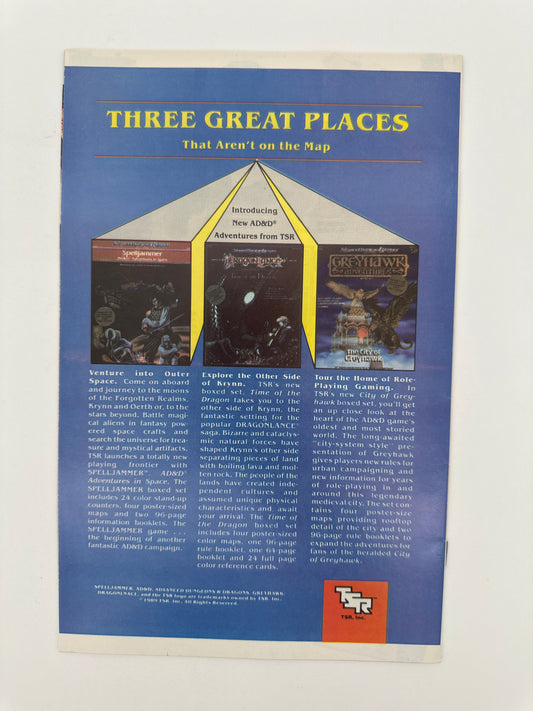 THREE GREAT PLACES
That Aren't on the Map
Introducing
New AD&D®
Adventures from TSR
Spelljammer
GREYHAWK
ADVENTURES
The City of
Greyhawk
Venture into Outer
Space. Come on aboard
and journey to the moons
of the Forgotten Realms,
Krynn and Oerth or, to the
stars beyond. Battle magi-
cal aliens in fantasy pow-
ered space crafts and
search the universe for trea-
sure and mystical artifacts.
TSR launches a totally new
playing frontier with
SPELLJAMMER™, AD&D®
Adventures in Space. The
SPELLJAMMER boxed set
includes 24 color stand-up
counters, four poster-sized
maps and two 96-page
information booklets. The
SPELLJAMMER game . . .
the beginning of another
fantastic AD&D campaign.
Explore the Other Side
of Krynn. TSR's new
boxed set, Time of the
Dragon takes you to the
other side of Krynn, the
fantastic setting for the
popular DRAGONLANCE®
saga. Bizarre and cataclys-
mic natural forces have
shaped Krynn's other side
separating pieces of land
with boiling lava and mol-
ten rock. The people of the
lands have created inde-
pendent cultures and
assumed unique physical
characteristics and await
your arrival. The Time of
the Dragon boxed set
includes four poster-sized
color maps, one 96-page
rule booklet, one 64-page
booklet and 24 full page
color reference cards.
Tour the Home of Role-
Playing Gaming. In
TSR's new City of Grey-
hawk boxed set, you'll get
an up close look at the
heart of the AD&D game's
oldest and most storied
world. The long-awaited
"city-system style" pre-
sentation of Greyhawk
gives players new rules for
urban campaigning and
new information for years
of role-playing in and
around this legendary
medieval city. The set con-
tains four poster-size
maps providing rooftop
detail of the city and two
96-page rule booklets to
expand the adventures for
fans of the heralded City
of Greyhawk.
SPELLJAMMER, AD&D, ADVANCED DUNGEONS & DRAGONS, GREYHAWK,
DRAGONLANCE, and the TSR logo are trademarks owned by TSR, Inc.
©1989 TSR, Inc. All Rights Reserved.
TSR
TSR, Inc.